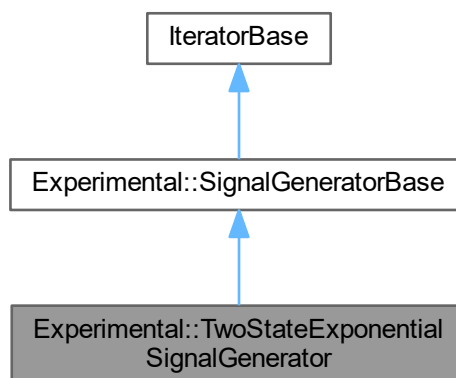 IteratorBase
Experimental::SignalGeneratorBase
Experimental::TwoStateExponential
SignalGenerator